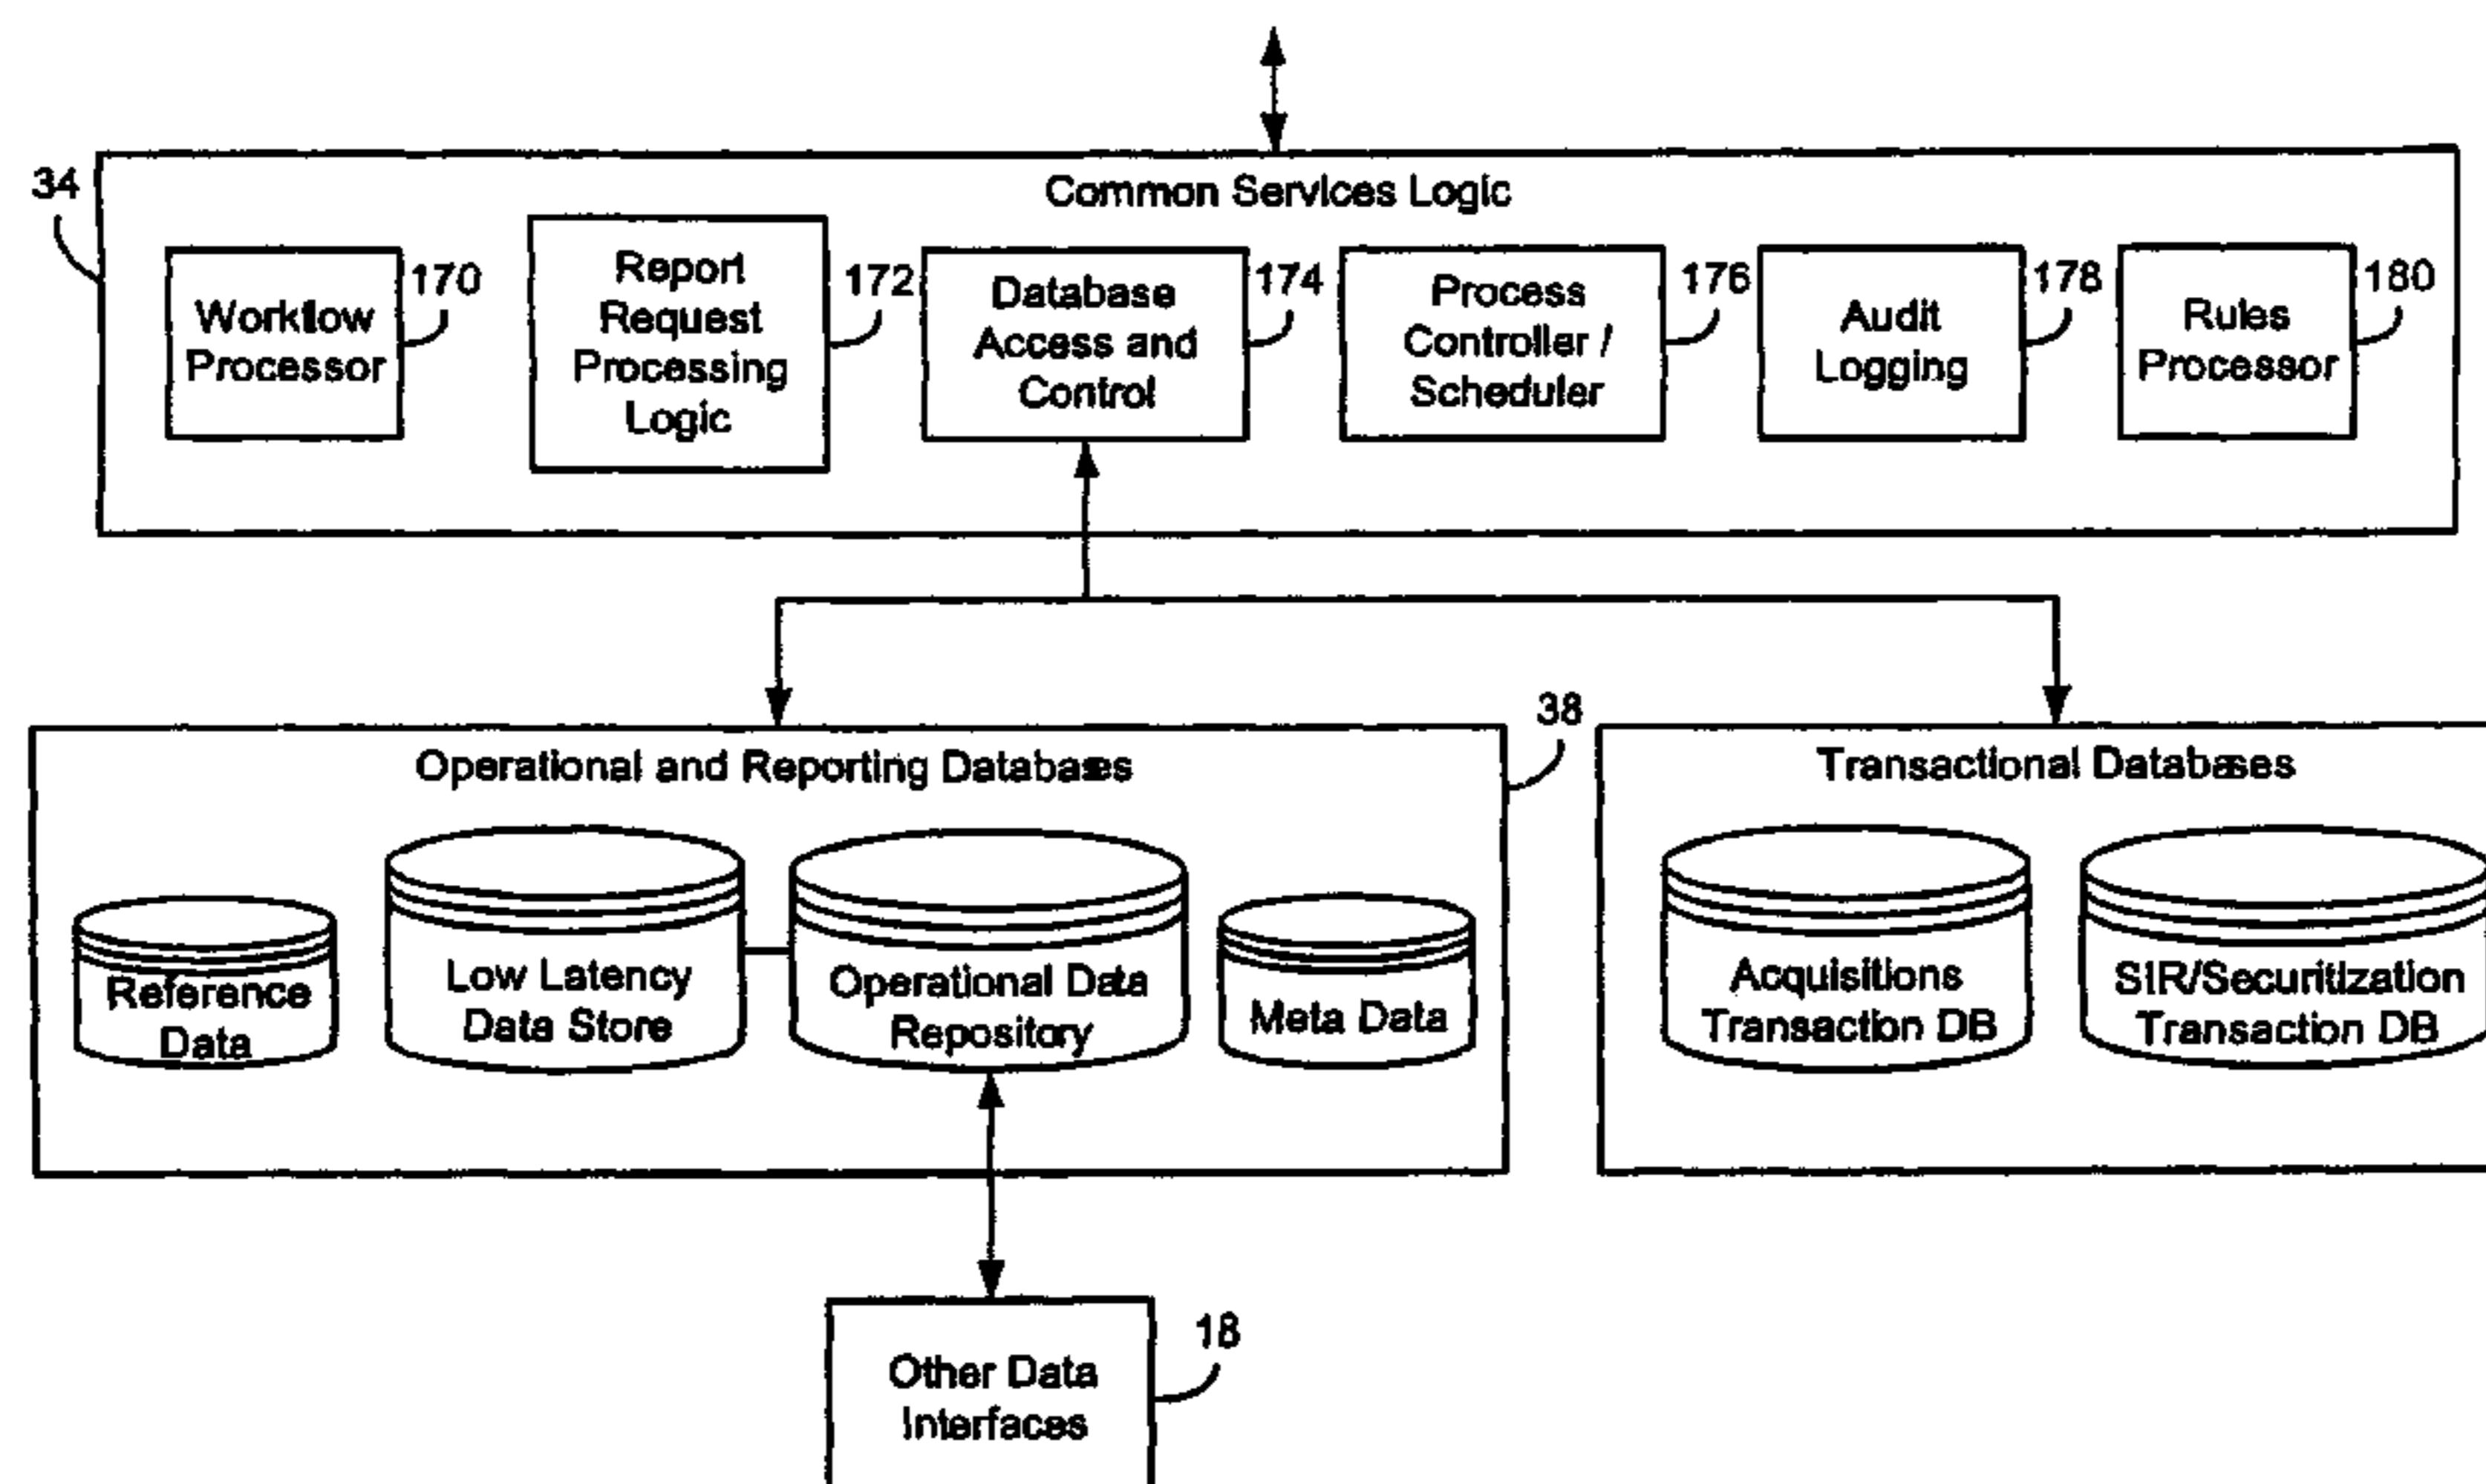 Common Services Logic
34
Workflow
Processor
170
Report
Request
Processing
Logic
172
Database
Access and
Control
174
Process
Controller /
Scheduler
176
Audit
Logging
178
Rules
Processor
180
Operational and Reporting Databases
38
Reference
Data
Low Latency
Data Store
Operational Data
Repository
Meta Data
Transactional Databases
Acquisitions
Transaction DB
SIR/Securitization
Transaction DB
Other Data
Interfaces
18